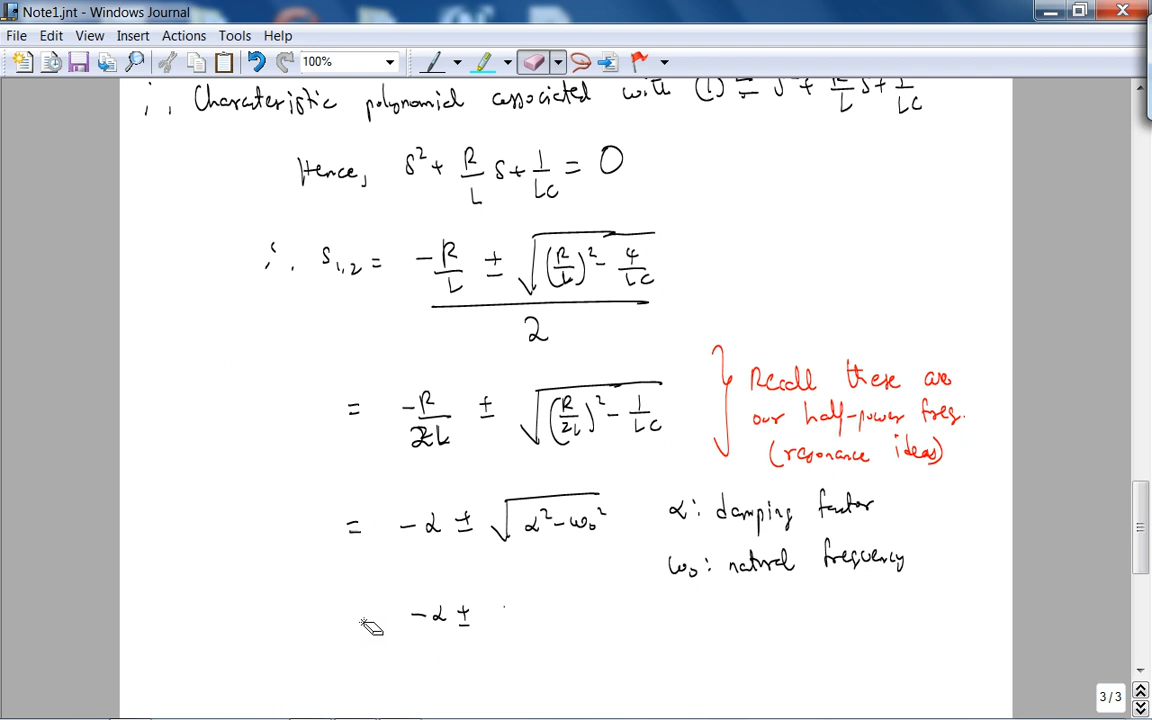 Note1.jnt - Windows Journal
File Edit View Insert Actions Tools Help
100%
∴ Charateristic polynomial associated with (1) = s² + R/L s + 1/LC
Hence, s² + R/L s + 1/LC = 0
∴ s1,2 = (-R/L ± √((R/L)² - 4/LC)) / 2
= -R/2L ± √((R/2L)² - 1/LC)
} Recall these are
our half-power freq.
(resonance ideas)
= -α ± √(α² - ω0²)
α: damping factor
ω0: natural frequency
-α ±
3/3